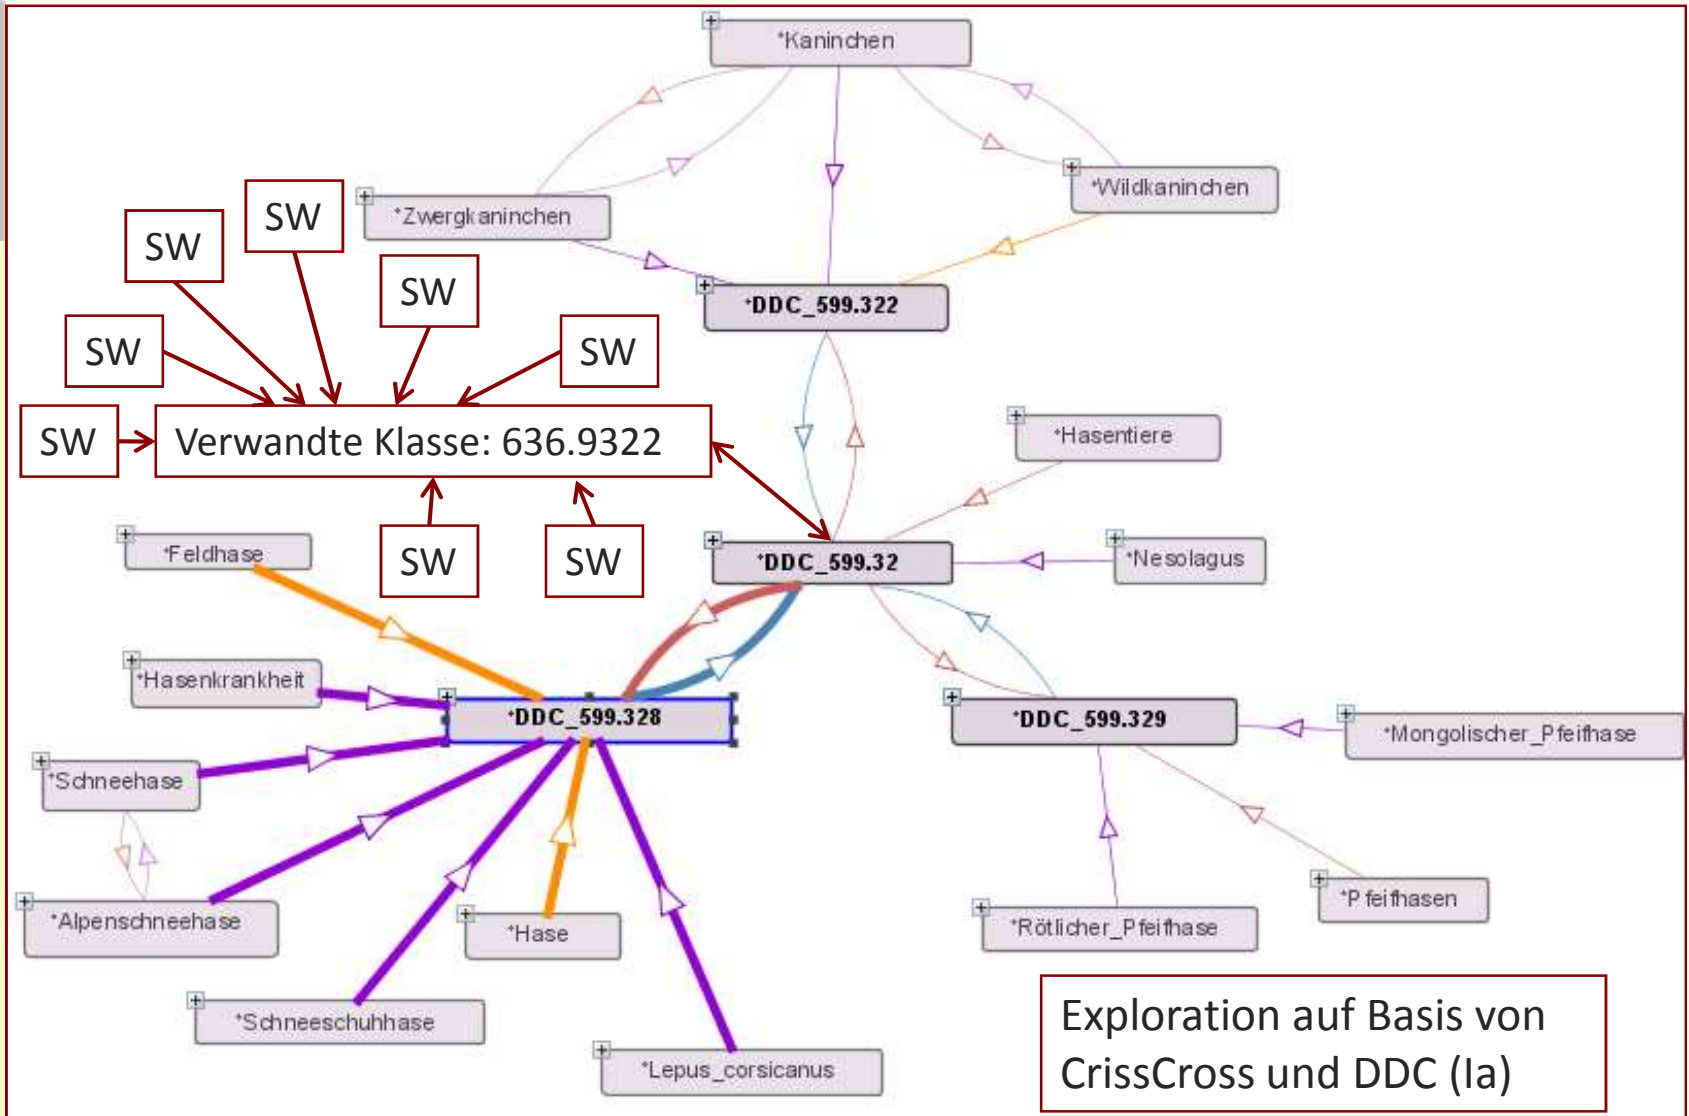 *Kaninchen
*Zwergkaninchen
*Wildkaninchen
SW
SW
SW
SW
SW
SW
*DDC_599.322
Verwandte Klasse: 636.9322
*Hasentiere
SW
SW
*Feldhase
*DDC_599.32
*Nesolagus
*Hasenkrankheit
*DDC_599.328
*DDC_599.329
*Mongolischer_Pfeifhase
*Schneehase
*Alpenschneehase
*Hase
*Rötlicher_Pfeifhase
*Pfeifhasen
*Schneeschuhhase
*Lepus_corsicanus
Exploration auf Basis von
CrissCross und DDC (Ia)